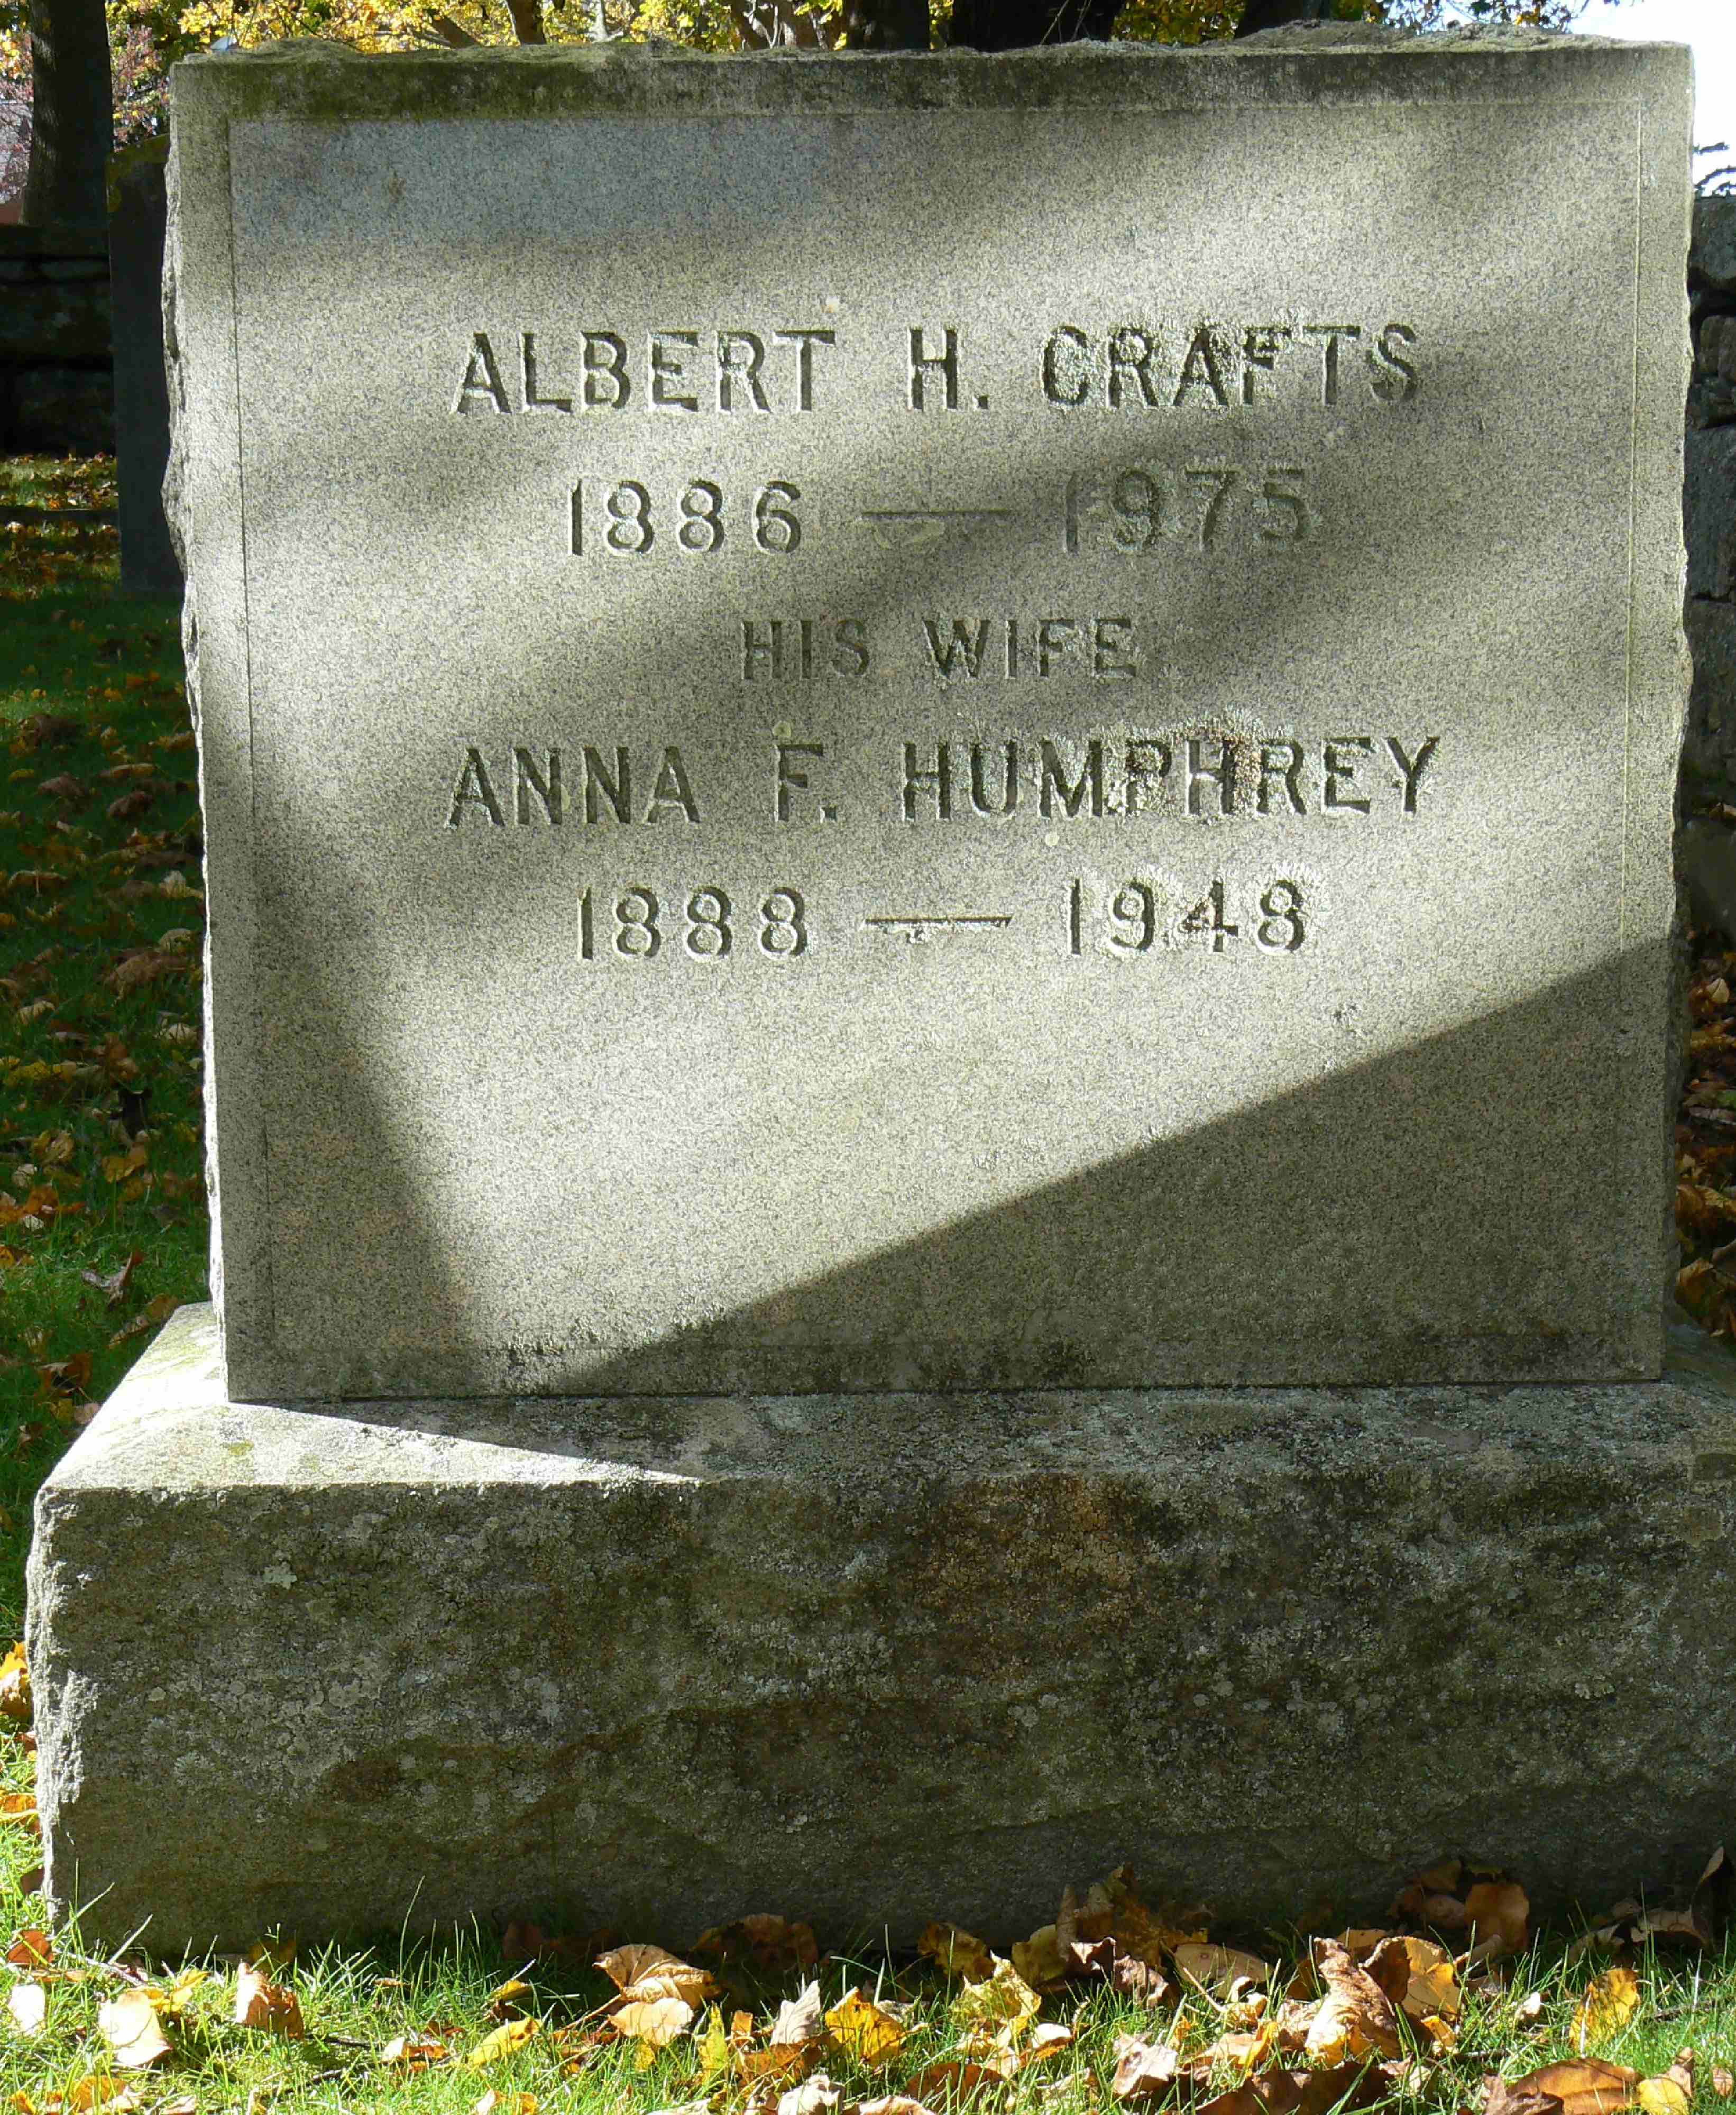 ALBERT H. CRAFTS
1886 — 1975
HIS WIFE
ANNA F. HUMPHREY
1888 — 1948